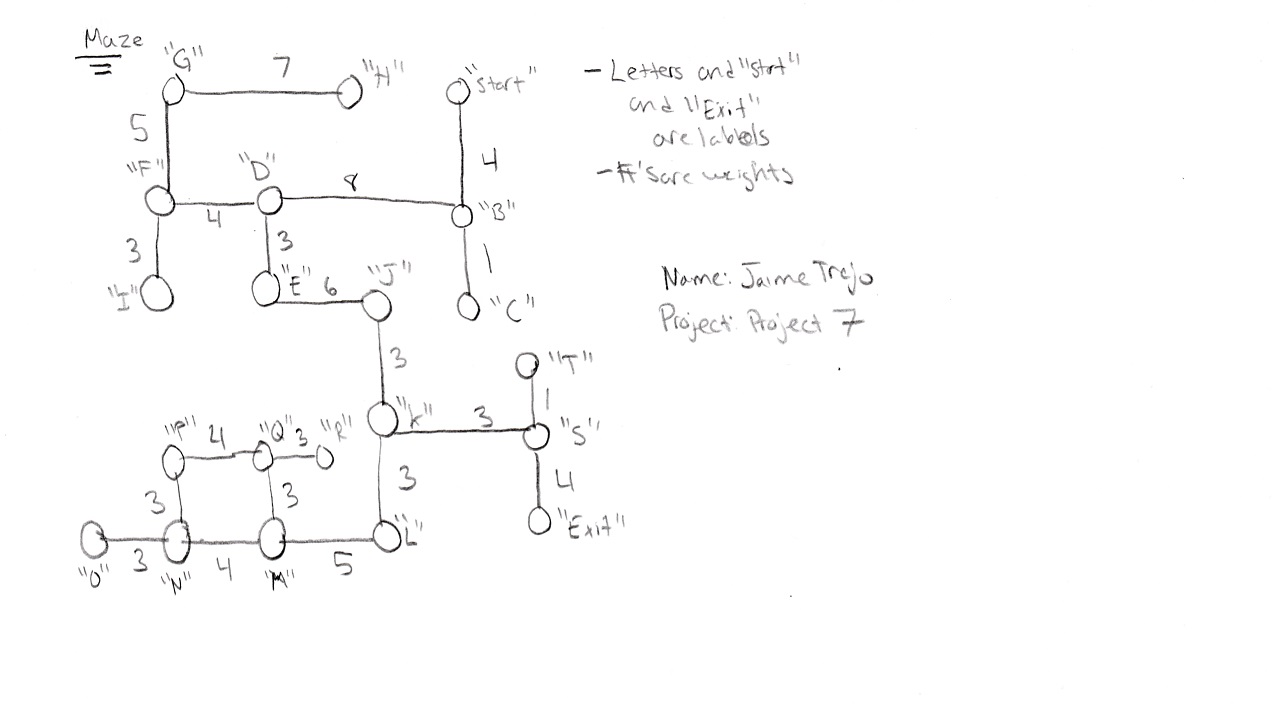 Maze
"G"
7
"H"
"Start"
- Letters and "strt"
and "Exit"
are labels
- #'s are weights
5
4
"F"
"D"
8
"B"
4
3
3
1
"I"
"E"
6
"J"
"C"
Name: Jaime Trejo
Project: Project 7
3
"T"
1
"K"
3
"S"
"P"
4
"Q"
3
"R"
3
4
3
3
"L"
"Exit"
"O"
3
"N"
4
"M"
5